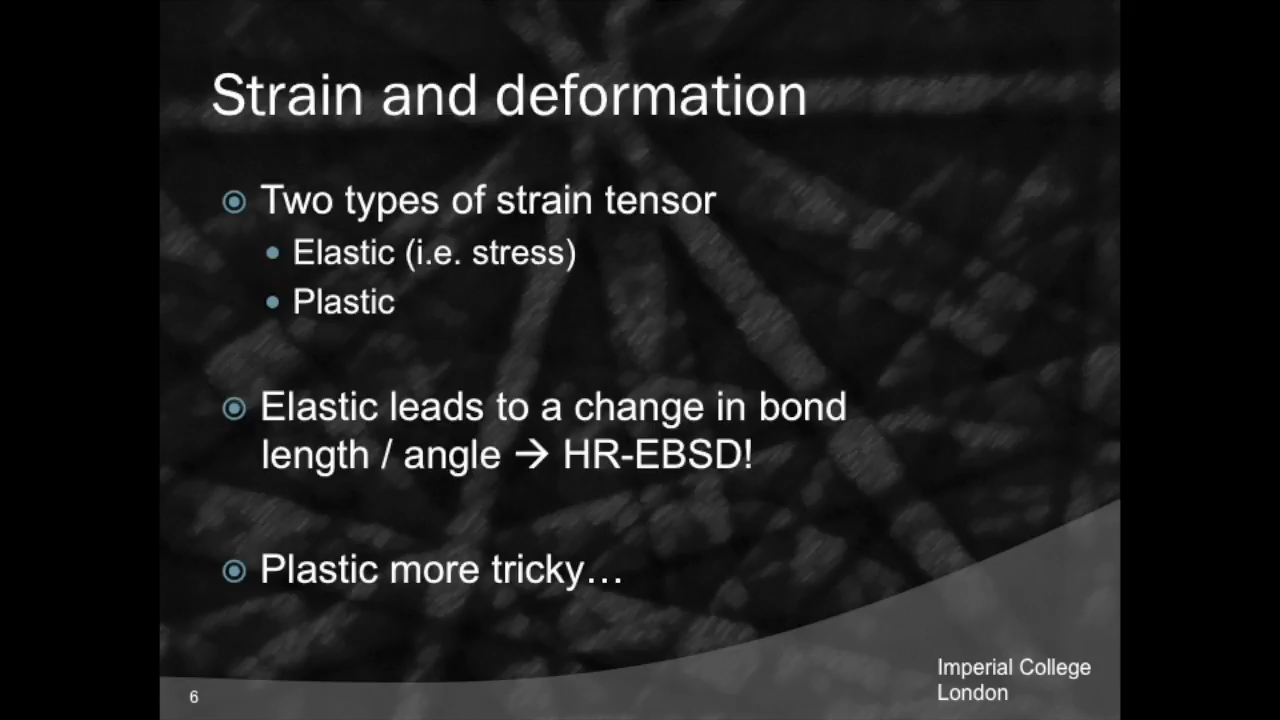 Strain and deformation
Two types of strain tensor
Elastic (i.e. stress)
Plastic
Elastic leads to a change in bond
length / angle → HR-EBSD!
Plastic more tricky…
Imperial College
London
6